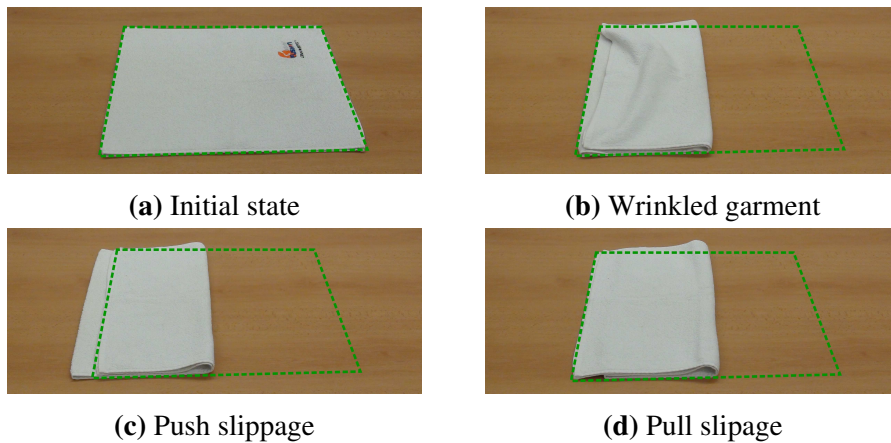 (a) Initial state
(b) Wrinkled garment
(c) Push slippage
(d) Pull slipage